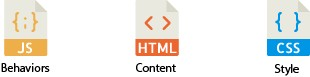 {;} < > { }
JS HTML CSS
Behaviors Content Style